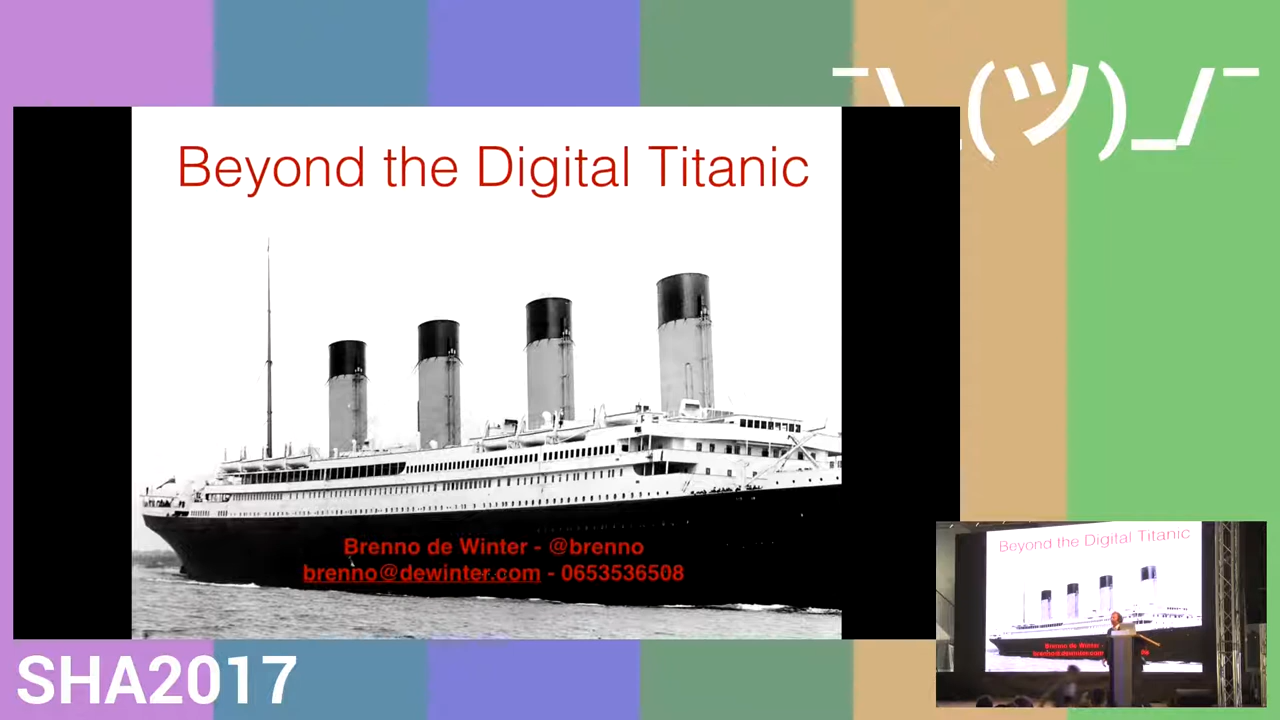 ¯\_(ツ)_/¯
Beyond the Digital Titanic
Brenno de Winter - @brenno
brenno@dewinter.com - 0653536508
SHA2017
Beyond the Digital Titanic
Brenno de Winter